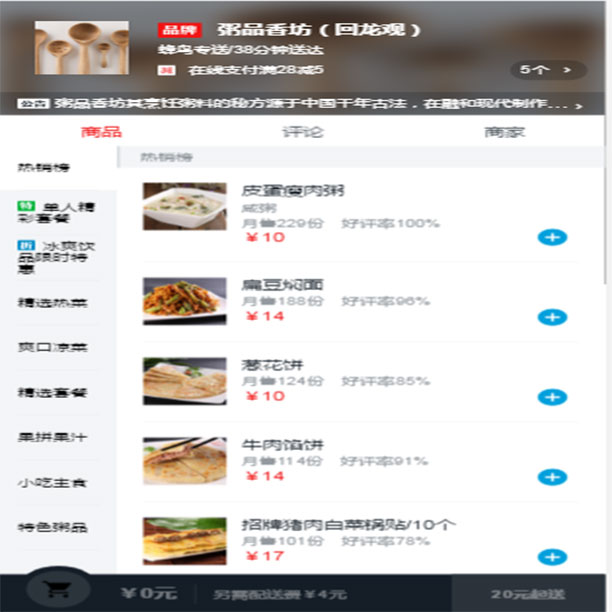 品牌 粥品香坊（回龙观）
蜂鸟专送/38分钟送达
减 在线支付满28减5
5个 >
公告 粥品香坊其烹饪粥料的秘方源于中国千年古法，在融和现代制作... >
商品 评论 商家
热销榜
特 单人精
彩套餐
折 冰爽饮
品限时特
惠
精选热菜
爽口凉菜
精选套餐
果拼果汁
小吃主食
特色粥品
热销榜
皮蛋瘦肉粥
咸粥
月售229份 好评率100%
￥10
扁豆焖面
月售188份 好评率96%
￥14
葱花饼
月售124份 好评率85%
￥10
牛肉馅饼
月售114份 好评率91%
￥14
招牌猪肉白菜锅贴/10个
月售101份 好评率78%
￥17
￥0元 另需配送费￥4元 20元起送